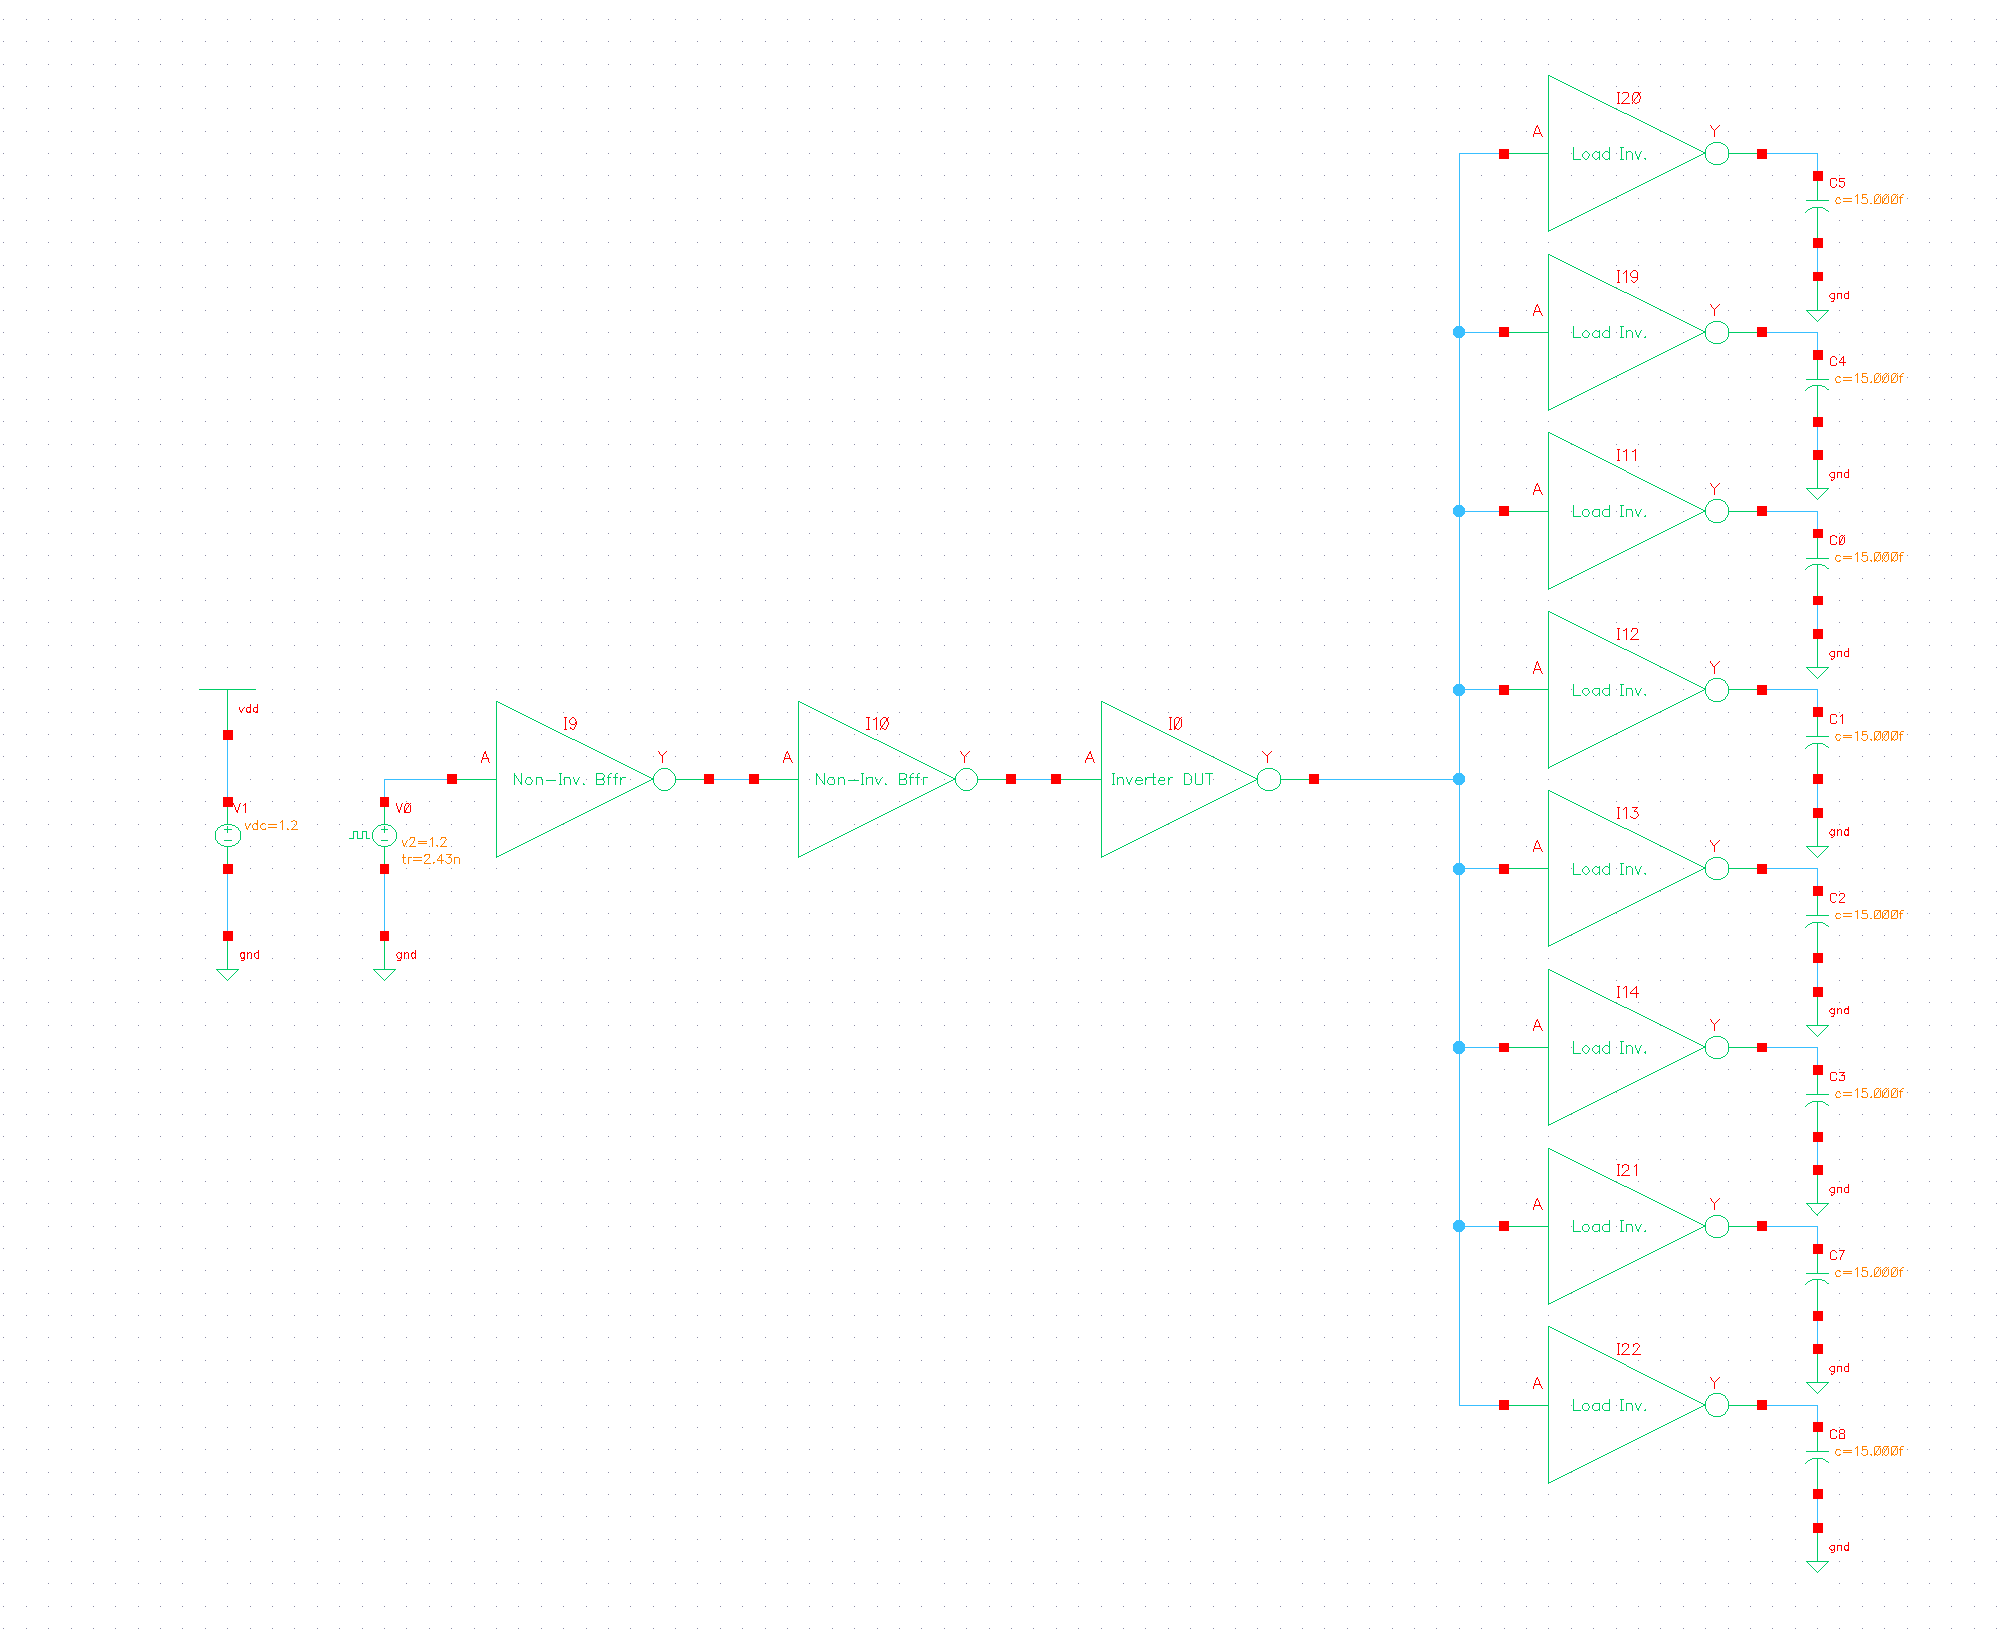 I20
A
Y
Load Inv.
C5
c=15.000f
gnd
I19
A
Y
Load Inv.
C4
c=15.000f
gnd
I11
A
Y
Load Inv.
C0
c=15.000f
gnd
I12
A
Y
Load Inv.
C1
c=15.000f
gnd
vdd
V1
vdc=1.2
gnd
V0
v2=1.2
tr=2.43n
gnd
I9
A
Y
Non-Inv. Bffr
I10
A
Y
Non-Inv. Bffr
I0
A
Y
Inverter DUT
I13
A
Y
Load Inv.
C2
c=15.000f
gnd
I14
A
Y
Load Inv.
C3
c=15.000f
gnd
I21
A
Y
Load Inv.
C7
c=15.000f
gnd
I22
A
Y
Load Inv.
C8
c=15.000f
gnd